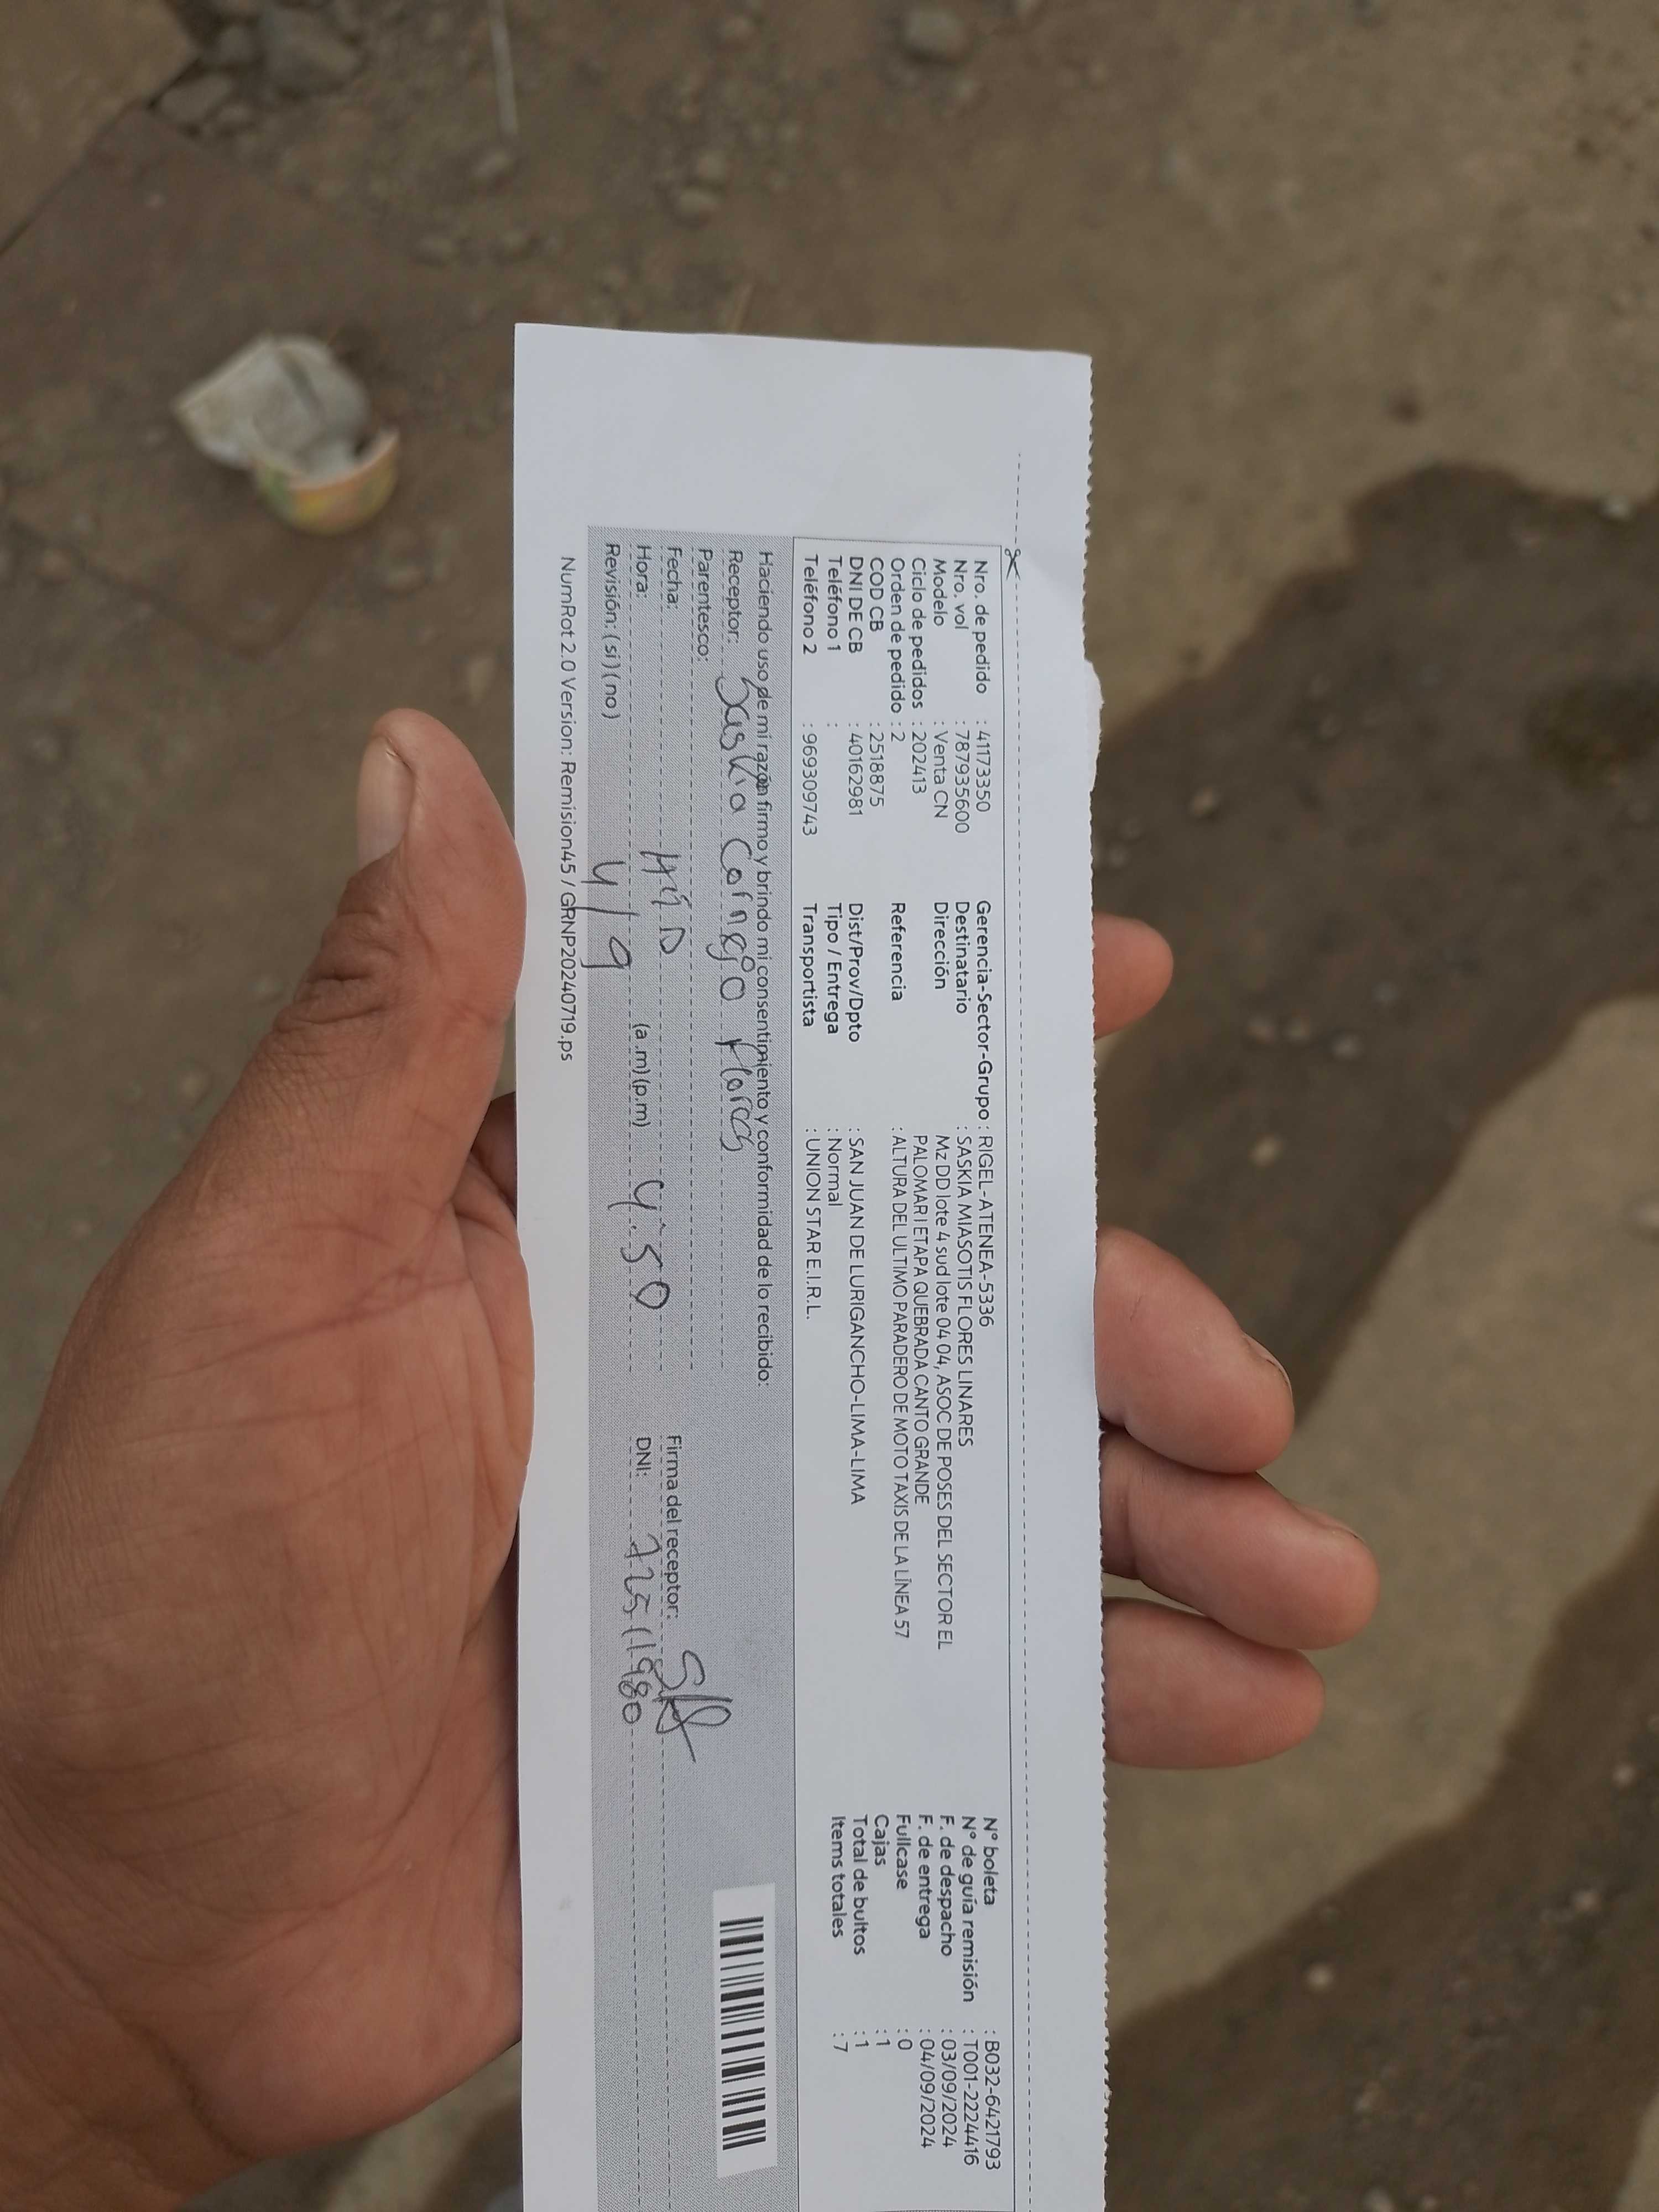 Nro. de pedido : 41173350 Gerencia-Sector-Grupo : RIGEL-ATENEA-5336 N° boleta : B032-6421793
Nro. vol : 787935600 Destinatario : SASKIA MIASOTIS FLORES LINARES N° de guía remisión : T001-2224416
Modelo : Venta CN Dirección Mz DD lote 4 sud lote 04 04, ASOC DE POSES DEL SECTOR EL F. de despacho : 03/09/2024
Ciclo de pedidos : 202413 PALOMAR I ETAPA QUEBRADA CANTO GRANDE F. de entrega : 04/09/2024
Orden de pedido : 2 Referencia : ALTURA DEL ULTIMO PARADERO DE MOTO TAXIS DE LA LÍNEA 57 Fullcase : 0
COD CB : 2518875 Cajas : 1
DNI DE CB : 40162981 Dist/Prov/Dpto : SAN JUAN DE LURIGANCHO-LIMA-LIMA Total de bultos : 1
Teléfono 1 : Tipo / Entrega : Normal Items totales : 7
Teléfono 2 : 969309743 Transportista : UNION STAR E.I.R.L.
Haciendo uso de mi razón firmo y brindo mi consentimiento y conformidad de lo recibido:
Receptor: Saskia Cornejo Flores
Parentesco:
Fecha: Firma del receptor:
Hora: (a.m) (p.m) 4:50 DNI:
Revisión: (si) (no) 4/9
NumRot 2.0 Version: Remision45 / GRNP20240719.ps